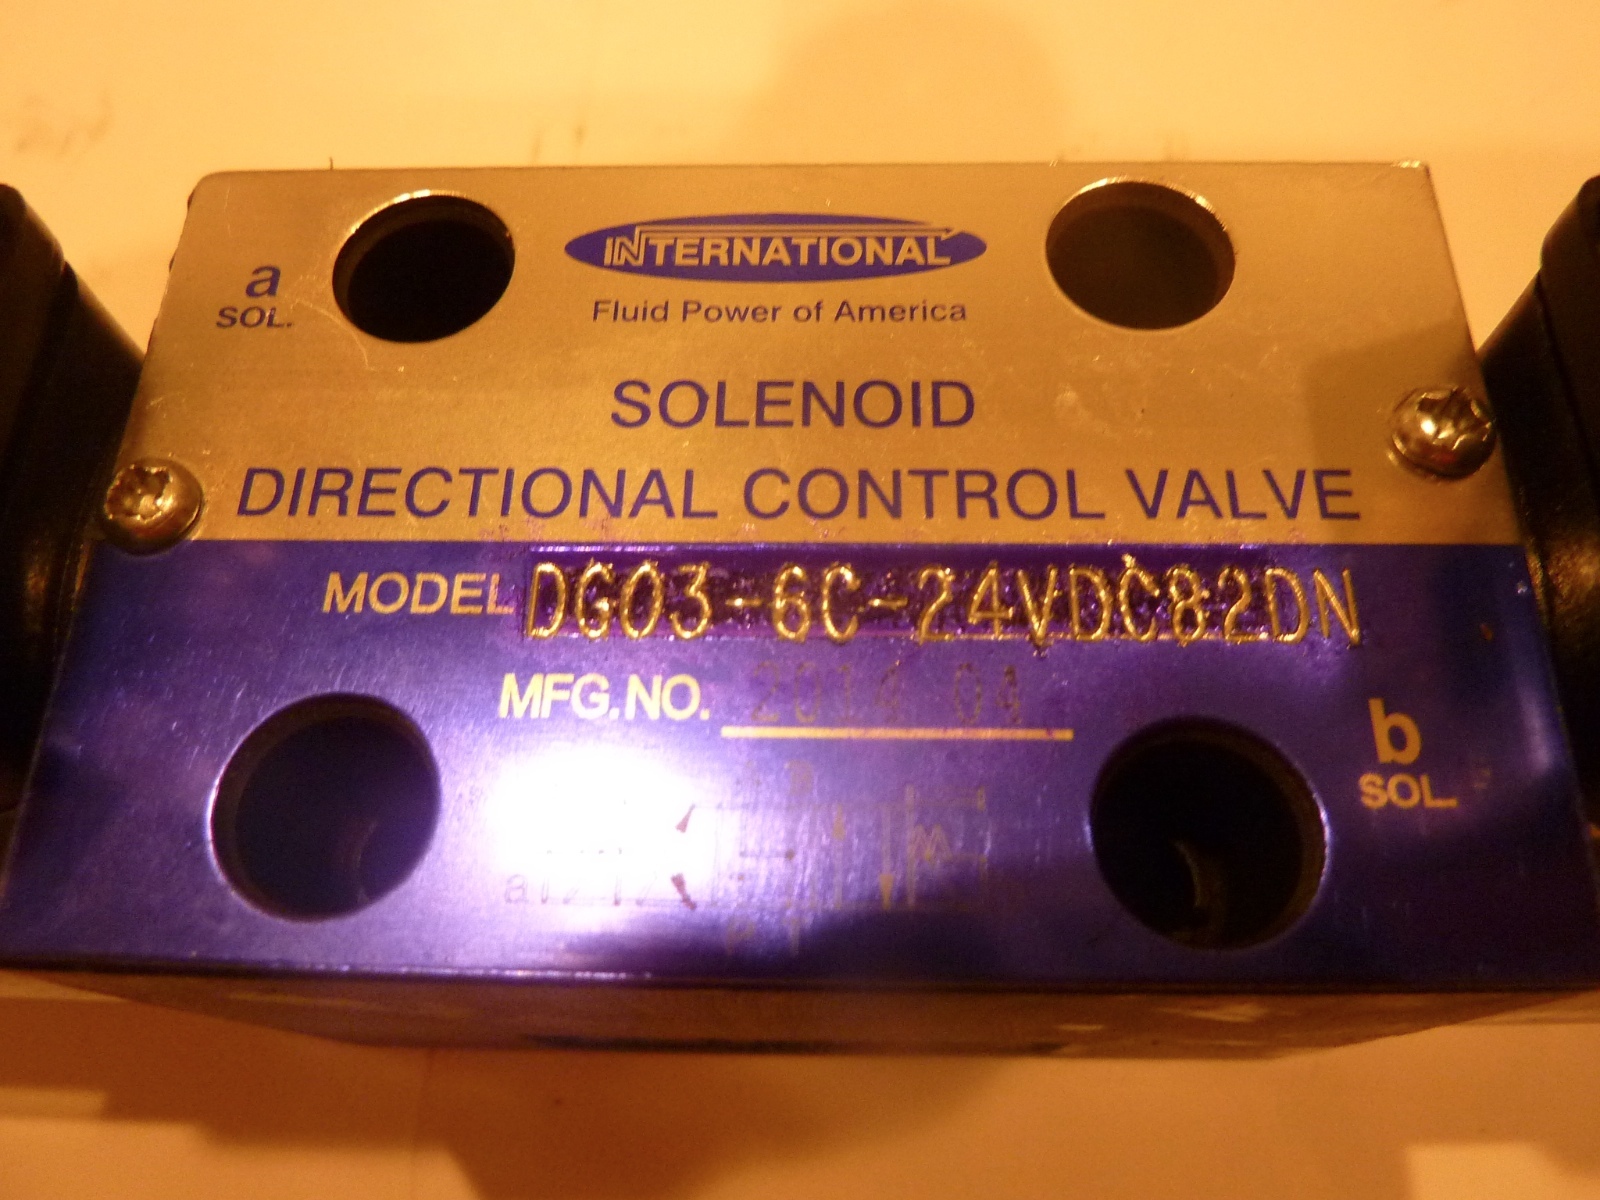 INTERNATIONAL
Fluid Power of America
a
SOL.
SOLENOID
DIRECTIONAL CONTROL VALVE
MODEL DG03-6C-24VDC82DN
MFG.NO.
b
SOL.
a
P T